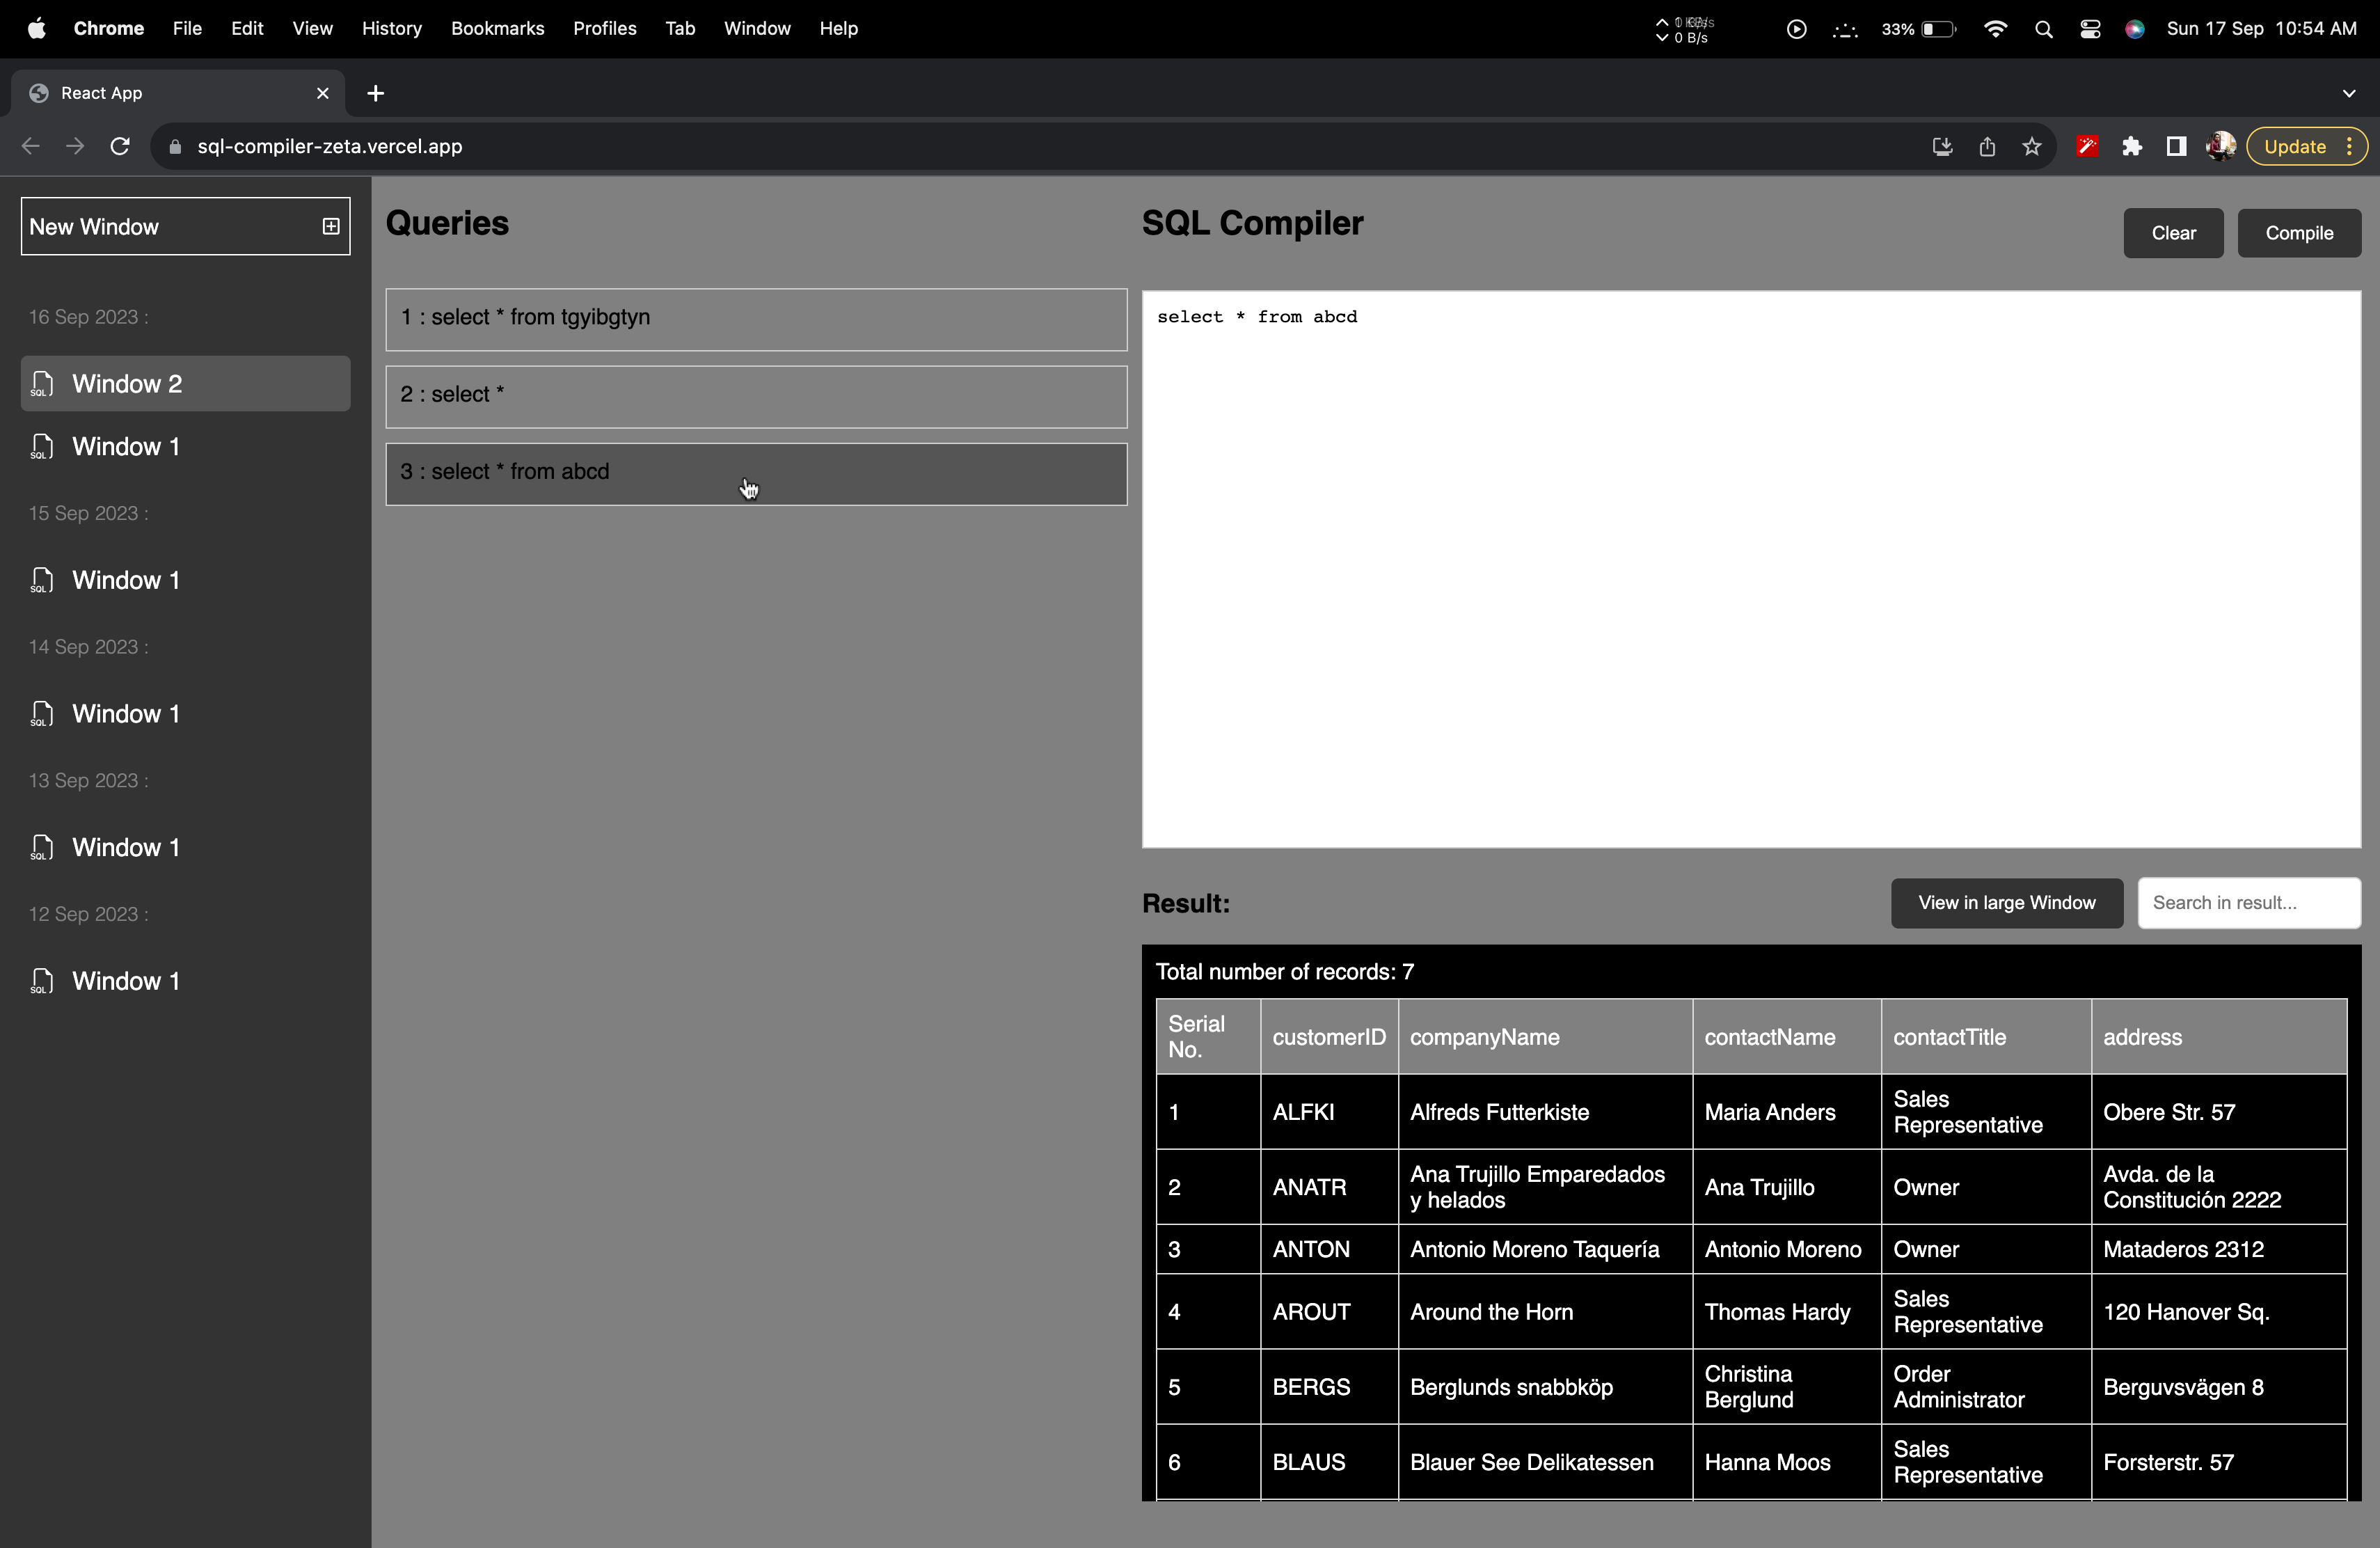 Chrome File Edit View History Bookmarks Profiles Tab Window Help
0 B/s
33%
Sun 17 Sep 10:54 AM
React App
sql-compiler-zeta.vercel.app
Update
New Window
16 Sep 2023 :
SQL Window 2
SQL Window 1
15 Sep 2023 :
SQL Window 1
14 Sep 2023 :
SQL Window 1
13 Sep 2023 :
SQL Window 1
12 Sep 2023 :
SQL Window 1
Queries
1 : select * from tgyibgtyn
2 : select *
3 : select * from abcd
SQL Compiler
Clear
Compile
select * from abcd
Result:
View in large Window
Search in result...
Total number of records: 7
Serial No. customerID companyName contactName contactTitle address
1 ALFKI Alfreds Futterkiste Maria Anders Sales Representative Obere Str. 57
2 ANATR Ana Trujillo Emparedados y helados Ana Trujillo Owner Avda. de la Constitución 2222
3 ANTON Antonio Moreno Taquería Antonio Moreno Owner Mataderos 2312
4 AROUT Around the Horn Thomas Hardy Sales Representative 120 Hanover Sq.
5 BERGS Berglunds snabbköp Christina Berglund Order Administrator Berguvsvägen 8
6 BLAUS Blauer See Delikatessen Hanna Moos Sales Representative Forsterstr. 57